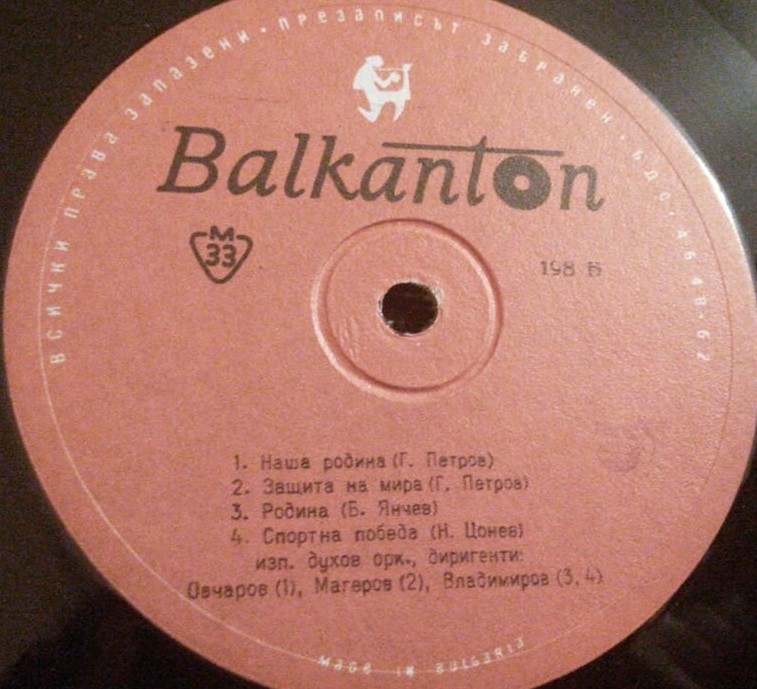 ВСИЧКИ ПРАВА ЗАПАЗЕНИ · ПРЕЗАПИСЪТ ЗАБРАНЕН · БДС · 4648-62
Balkanton
M
33
198 Б
1. Наша родина (Г. Петров)
2. Защита на мира (Г. Петров)
3. Родина (Б. Янчев)
4. Спортна победа (Н. Цонев)
изп. духов орк., диригенти:
Овчаров (1), Магеров (2), Владимиров (3, 4)
MADE IN BULGARIA